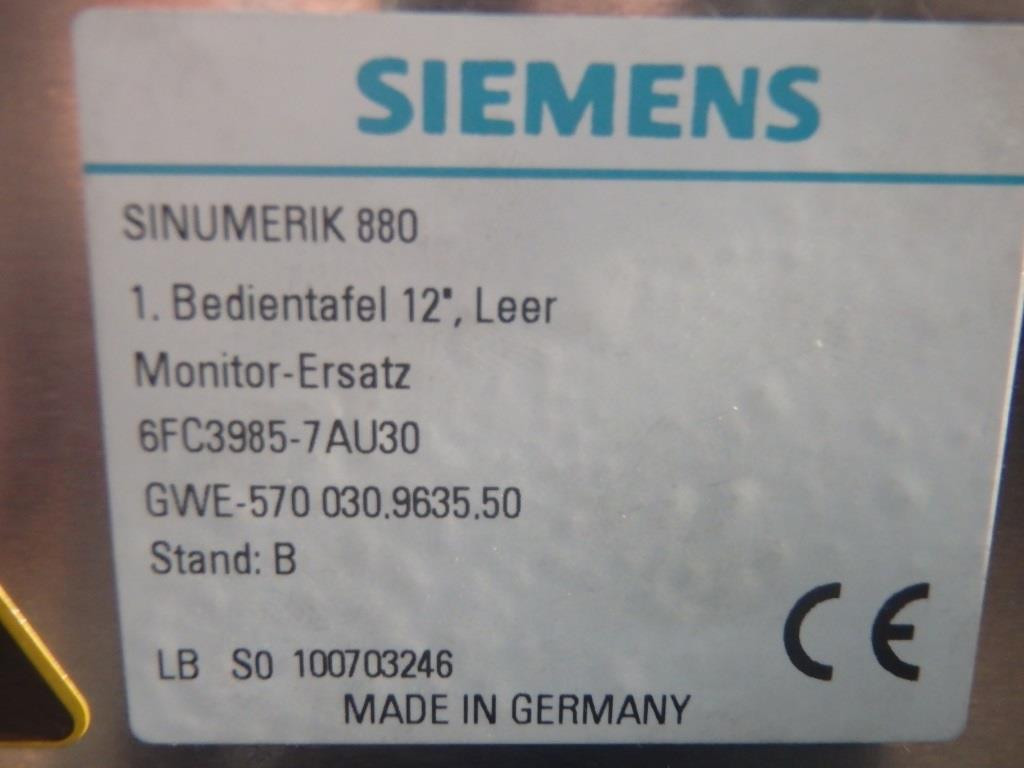 SIEMENS
SINUMERIK 880
1. Bedientafel 12", Leer
Monitor-Ersatz
6FC3985-7AU30
GWE-570 030.9635.50
Stand: B
CE
LB S0 100703246
MADE IN GERMANY